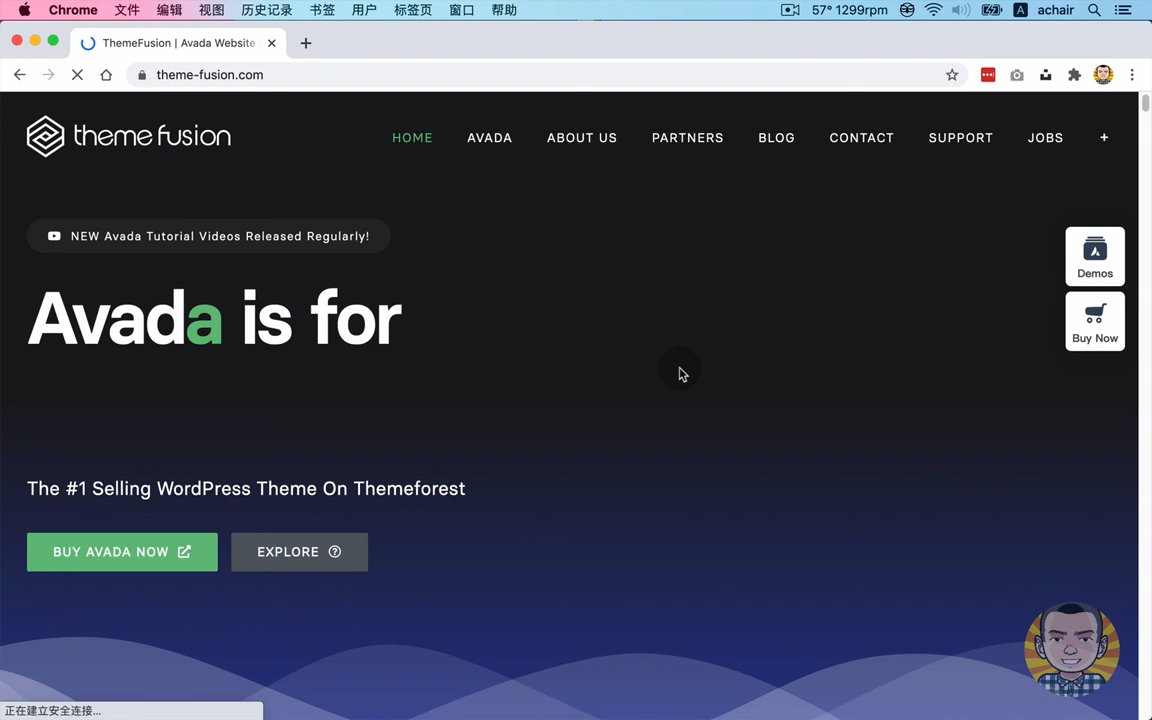 Chrome 文件 编辑 视图 历史记录 书签 用户 标签页 窗口 帮助 57° 1299rpm A achair
ThemeFusion | Avada Website
theme-fusion.com
theme fusion HOME AVADA ABOUT US PARTNERS BLOG CONTACT SUPPORT JOBS +
NEW Avada Tutorial Videos Released Regularly!
Demos
Avada is for
Buy Now
The #1 Selling WordPress Theme On Themeforest
BUY AVADA NOW EXPLORE
正在建立安全连接...